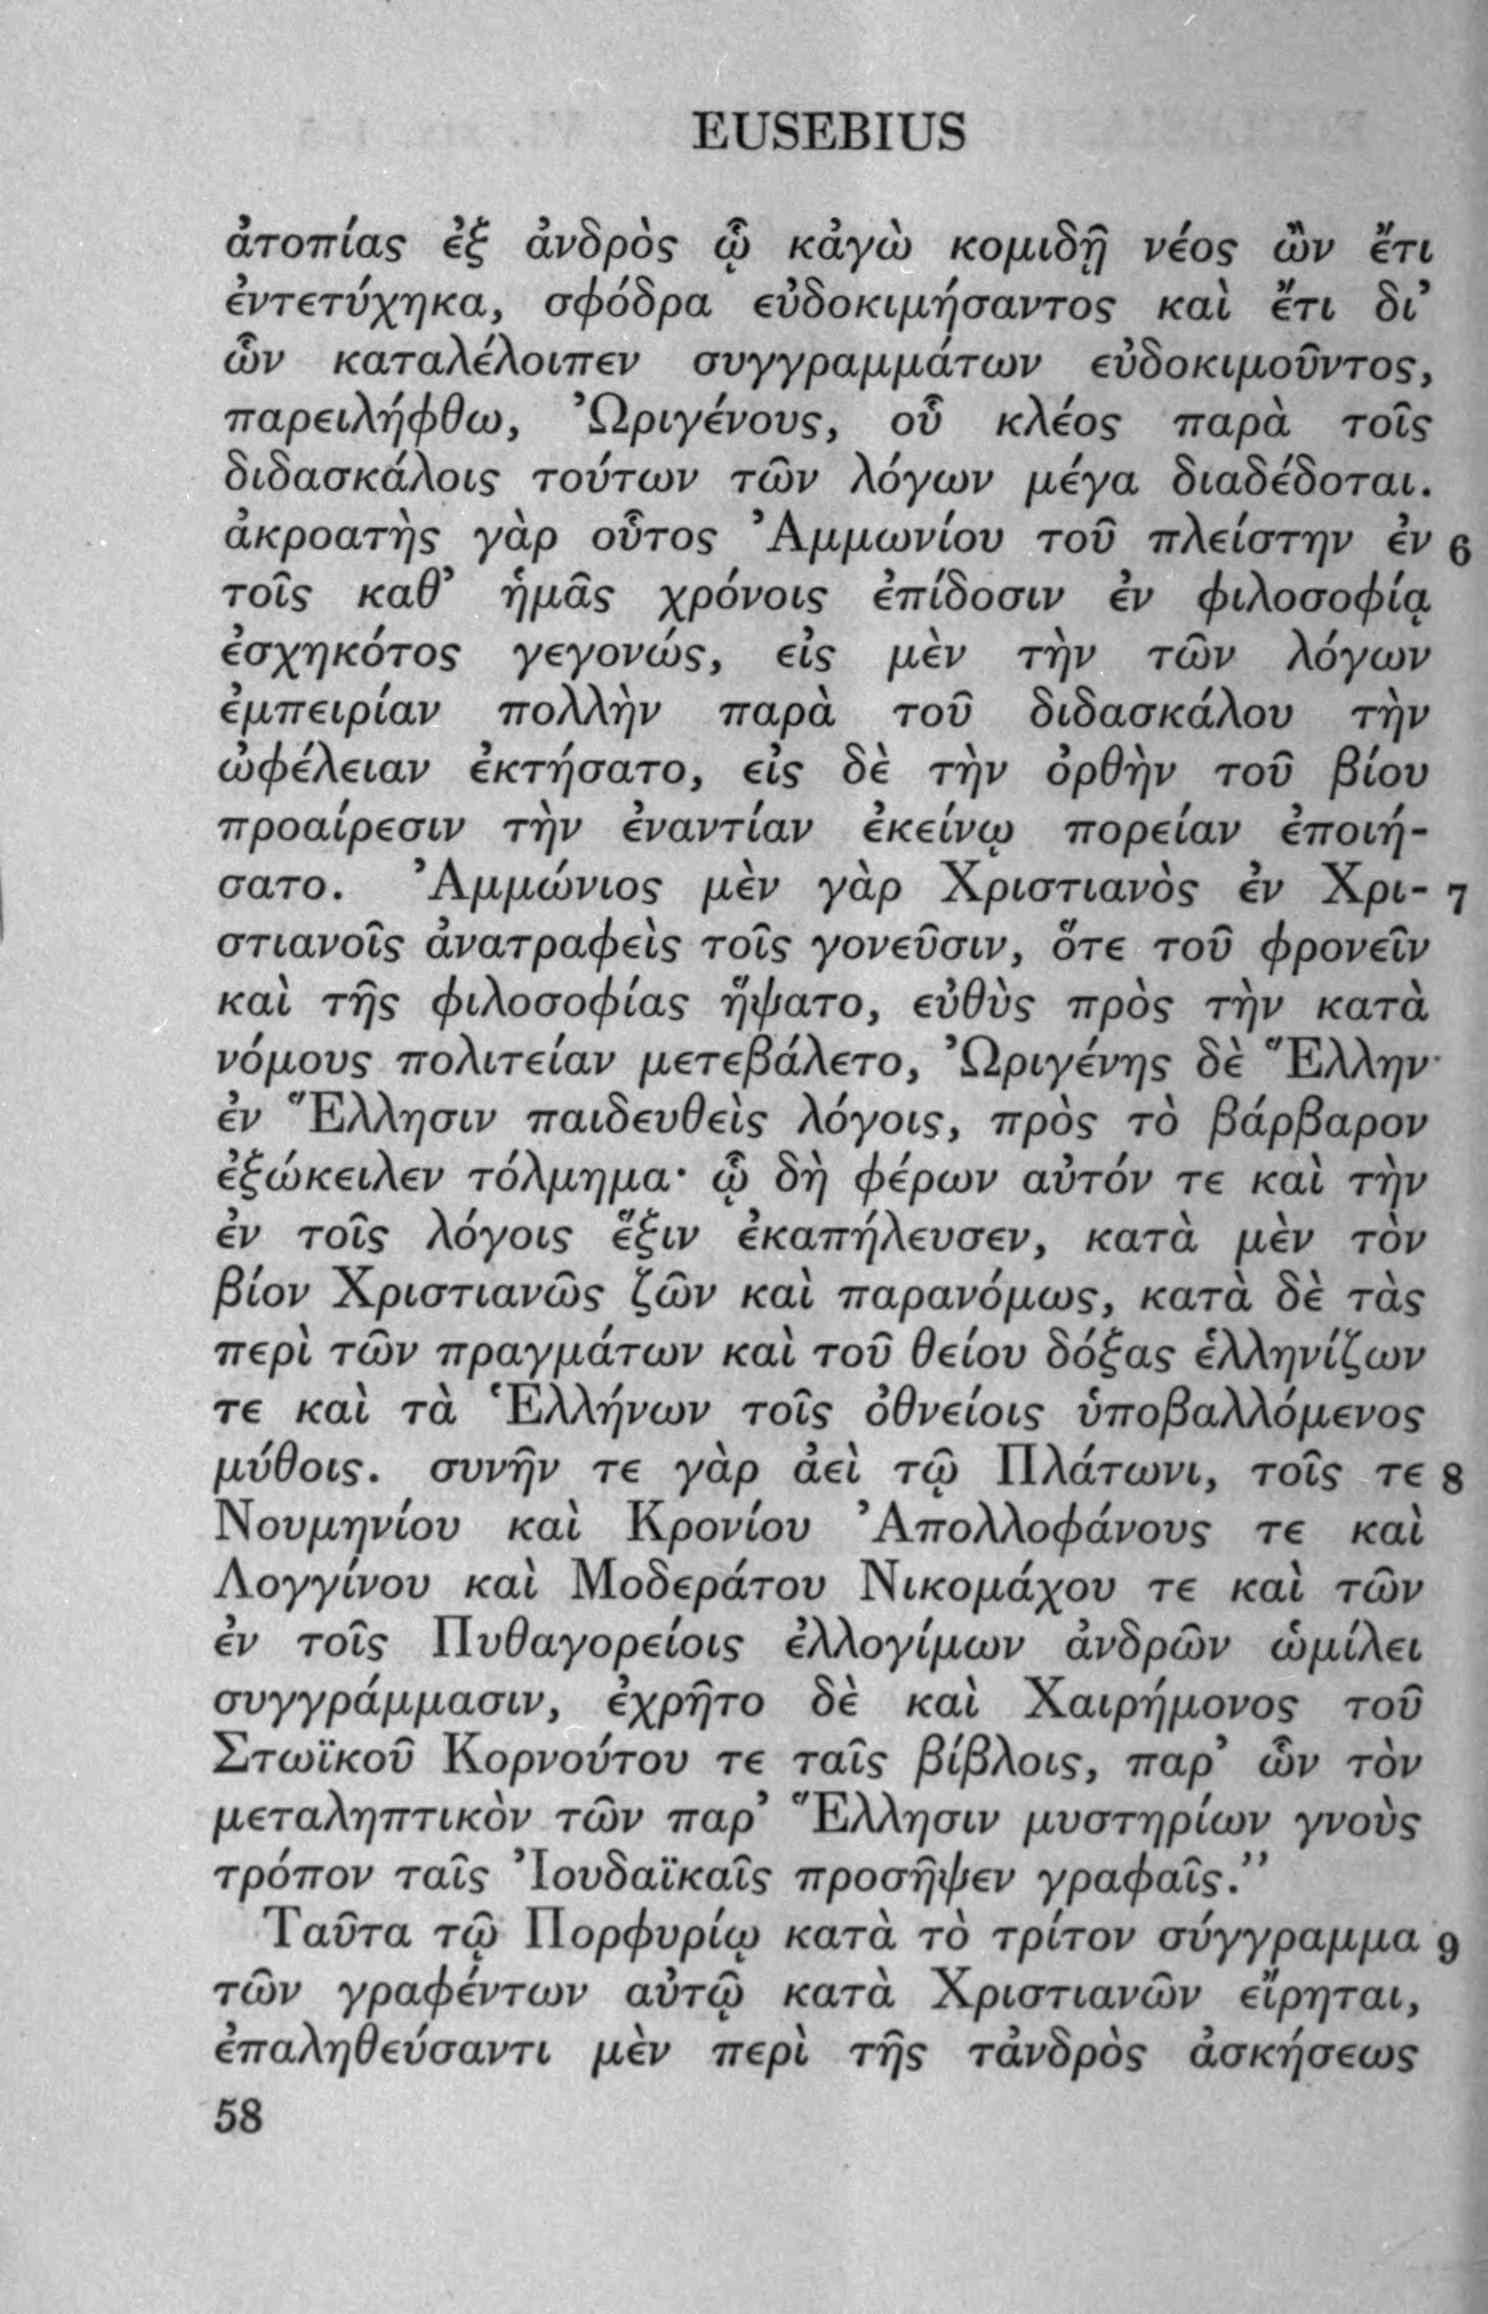 EUSEBIUS
ἀτοπίας ἐξ ἀνδρὸς ᾧ κἀγὼ κομιδῇ νέος ὢν ἔτι
ἐντετύχηκα, σφόδρα εὐδοκιμήσαντος καὶ ἔτι δι’
ὧν καταλέλοιπεν συγγραμμάτων εὐδοκιμοῦντος,
παρειλήφθω, Ὠριγένους, οὗ κλέος παρὰ τοῖς
διδασκάλοις τούτων τῶν λόγων μέγα διαδέδοται.
ἀκροατὴς γὰρ οὗτος Ἀμμωνίου τοῦ πλείστην ἐν 6
τοῖς καθ’ ἡμᾶς χρόνοις ἐπίδοσιν ἐν φιλοσοφίᾳ
ἐσχηκότος γεγονώς, εἰς μὲν τὴν τῶν λόγων
ἐμπειρίαν πολλὴν παρὰ τοῦ διδασκάλου τὴν
ὠφέλειαν ἐκτήσατο, εἰς δὲ τὴν ὀρθὴν τοῦ βίου
προαίρεσιν τὴν ἐναντίαν ἐκείνῳ πορείαν ἐποιή-
σατο. Ἀμμώνιος μὲν γὰρ Χριστιανὸς ἐν Χρι- 7
στιανοῖς ἀνατραφεὶς τοῖς γονεῦσιν, ὅτε τοῦ φρονεῖν
καὶ τῆς φιλοσοφίας ἥψατο, εὐθὺς πρὸς τὴν κατὰ
νόμους πολιτείαν μετεβάλετο, Ὠριγένης δὲ Ἕλλην
ἐν Ἕλλησιν παιδευθεὶς λόγοις, πρὸς τὸ βάρβαρον
ἐξώκειλεν τόλμημα· ᾧ δὴ φέρων αὐτόν τε καὶ τὴν
ἐν τοῖς λόγοις ἕξιν ἐκαπήλευσεν, κατὰ μὲν τὸν
βίον Χριστιανῶς ζῶν καὶ παρανόμως, κατὰ δὲ τὰς
περὶ τῶν πραγμάτων καὶ τοῦ θείου δόξας ἑλληνίζων
τε καὶ τὰ Ἑλλήνων τοῖς ὀθνείοις ὑποβαλλόμενος
μύθοις. συνῆν τε γὰρ ἀεὶ τῷ Πλάτωνι, τοῖς τε 8
Νουμηνίου καὶ Κρονίου Ἀπολλοφάνους τε καὶ
Λογγίνου καὶ Μοδεράτου Νικομάχου τε καὶ τῶν
ἐν τοῖς Πυθαγορείοις ἐλλογίμων ἀνδρῶν ὡμίλει
συγγράμμασιν, ἐχρῆτο δὲ καὶ Χαιρήμονος τοῦ
Στωϊκοῦ Κορνούτου τε ταῖς βίβλοις, παρ’ ὧν τὸν
μεταληπτικὸν τῶν παρ’ Ἕλλησιν μυστηρίων γνοὺς
τρόπον ταῖς Ἰουδαϊκαῖς προσῆψεν γραφαῖς.”
Ταῦτα τῷ Πορφυρίῳ κατὰ τὸ τρίτον σύγγραμμα 9
τῶν γραφέντων αὐτῷ κατὰ Χριστιανῶν εἴρηται,
ἐπαληθεύσαντι μὲν περὶ τῆς τἀνδρὸς ἀσκήσεως
58